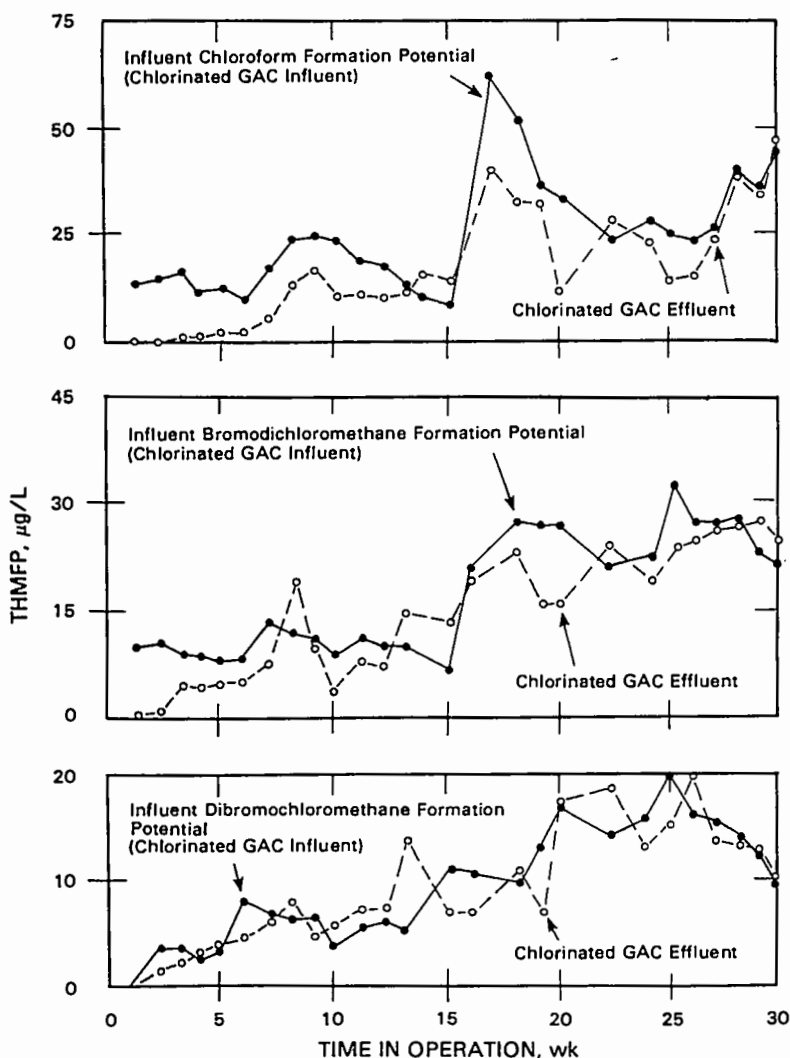 75
Influent Chloroform Formation Potential
(Chlorinated GAC Influent)
50
25
Chlorinated GAC Effluent
0
45
Influent Bromodichloromethane Formation Potential
(Chlorinated GAC Influent)
30
THMFP, µg/L
15
Chlorinated GAC Effluent
0
20
Influent Dibromochloromethane Formation
Potential
(Chlorinated GAC Influent)
10
Chlorinated GAC Effluent
0
0 5 10 15 20 25 30
TIME IN OPERATION, wk